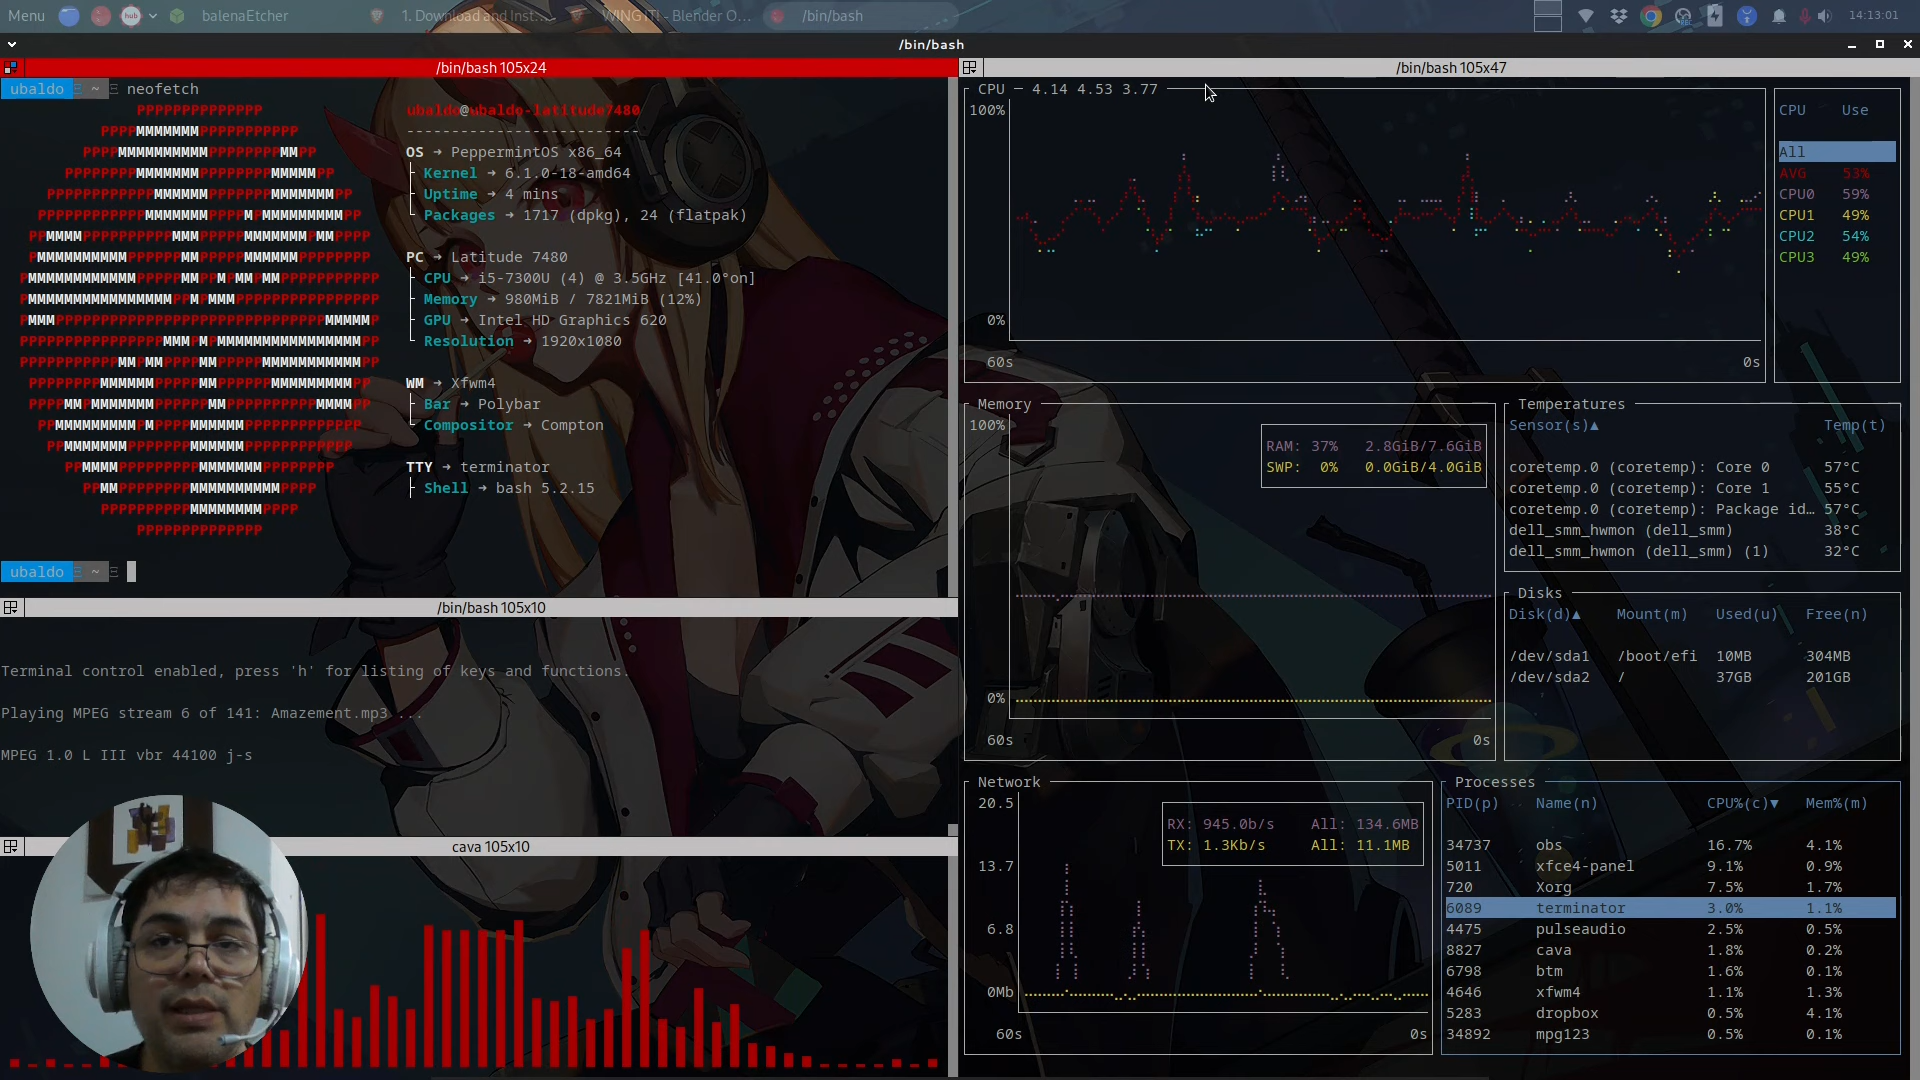 Menu
hub
balenaEtcher
1. Download and Inst...
WING IT! - Blender O...
/bin/bash
14:13:01
/bin/bash
/bin/bash 105x24
ubaldo ~ neofetch
ubaldo@ubaldo-latitude7480
--------------------------
OS ➜ PeppermintOS x86_64
Kernel ➜ 6.1.0-18-amd64
Uptime ➜ 4 mins
Packages ➜ 1717 (dpkg), 24 (flatpak)
PC ➜ Latitude 7480
CPU ➜ i5-7300U (4) @ 3.5GHz [41.0°on]
Memory ➜ 980MiB / 7821MiB (12%)
GPU ➜ Intel HD Graphics 620
Resolution ➜ 1920x1080
WM ➜ Xfwm4
Bar ➜ Polybar
Compositor ➜ Compton
TTY ➜ terminator
Shell ➜ bash 5.2.15
ubaldo ~
/bin/bash 105x10
Terminal control enabled, press 'h' for listing of keys and functions.
Playing MPEG stream 6 of 141: Amazement.mp3 ...
MPEG 1.0 L III vbr 44100 j-s
cava 105x10
/bin/bash 105x47
CPU ─ 4.14 4.53 3.77
100%
0%
60s 0s
CPU Use
All
AVG 53%
CPU0 59%
CPU1 49%
CPU2 54%
CPU3 49%
Memory
100%
RAM: 37% 2.8GiB/7.6GiB
SWP: 0% 0.0GiB/4.0GiB
0%
60s 0s
Temperatures
Sensor(s)▲ Temp(t)
coretemp.0 (coretemp): Core 0 57°C
coretemp.0 (coretemp): Core 1 55°C
coretemp.0 (coretemp): Package id… 57°C
dell_smm_hwmon (dell_smm) 38°C
dell_smm_hwmon (dell_smm) (1) 32°C
Disks
Disk(d)▲ Mount(m) Used(u) Free(n)
/dev/sda1 /boot/efi 10MB 304MB
/dev/sda2 / 37GB 201GB
Network
20.5
RX: 945.0b/s All: 134.6MB
TX: 1.3Kb/s All: 11.1MB
13.7
6.8
0Mb
60s 0s
Processes
PID(p) Name(n) CPU%(c)▼ Mem%(m)
34737 obs 16.7% 4.1%
5011 xfce4-panel 9.1% 0.9%
720 Xorg 7.5% 1.7%
6089 terminator 3.0% 1.1%
4475 pulseaudio 2.5% 0.5%
8827 cava 1.8% 0.2%
6798 btm 1.6% 0.1%
4646 xfwm4 1.1% 1.3%
5283 dropbox 0.5% 4.1%
34892 mpg123 0.5% 0.1%